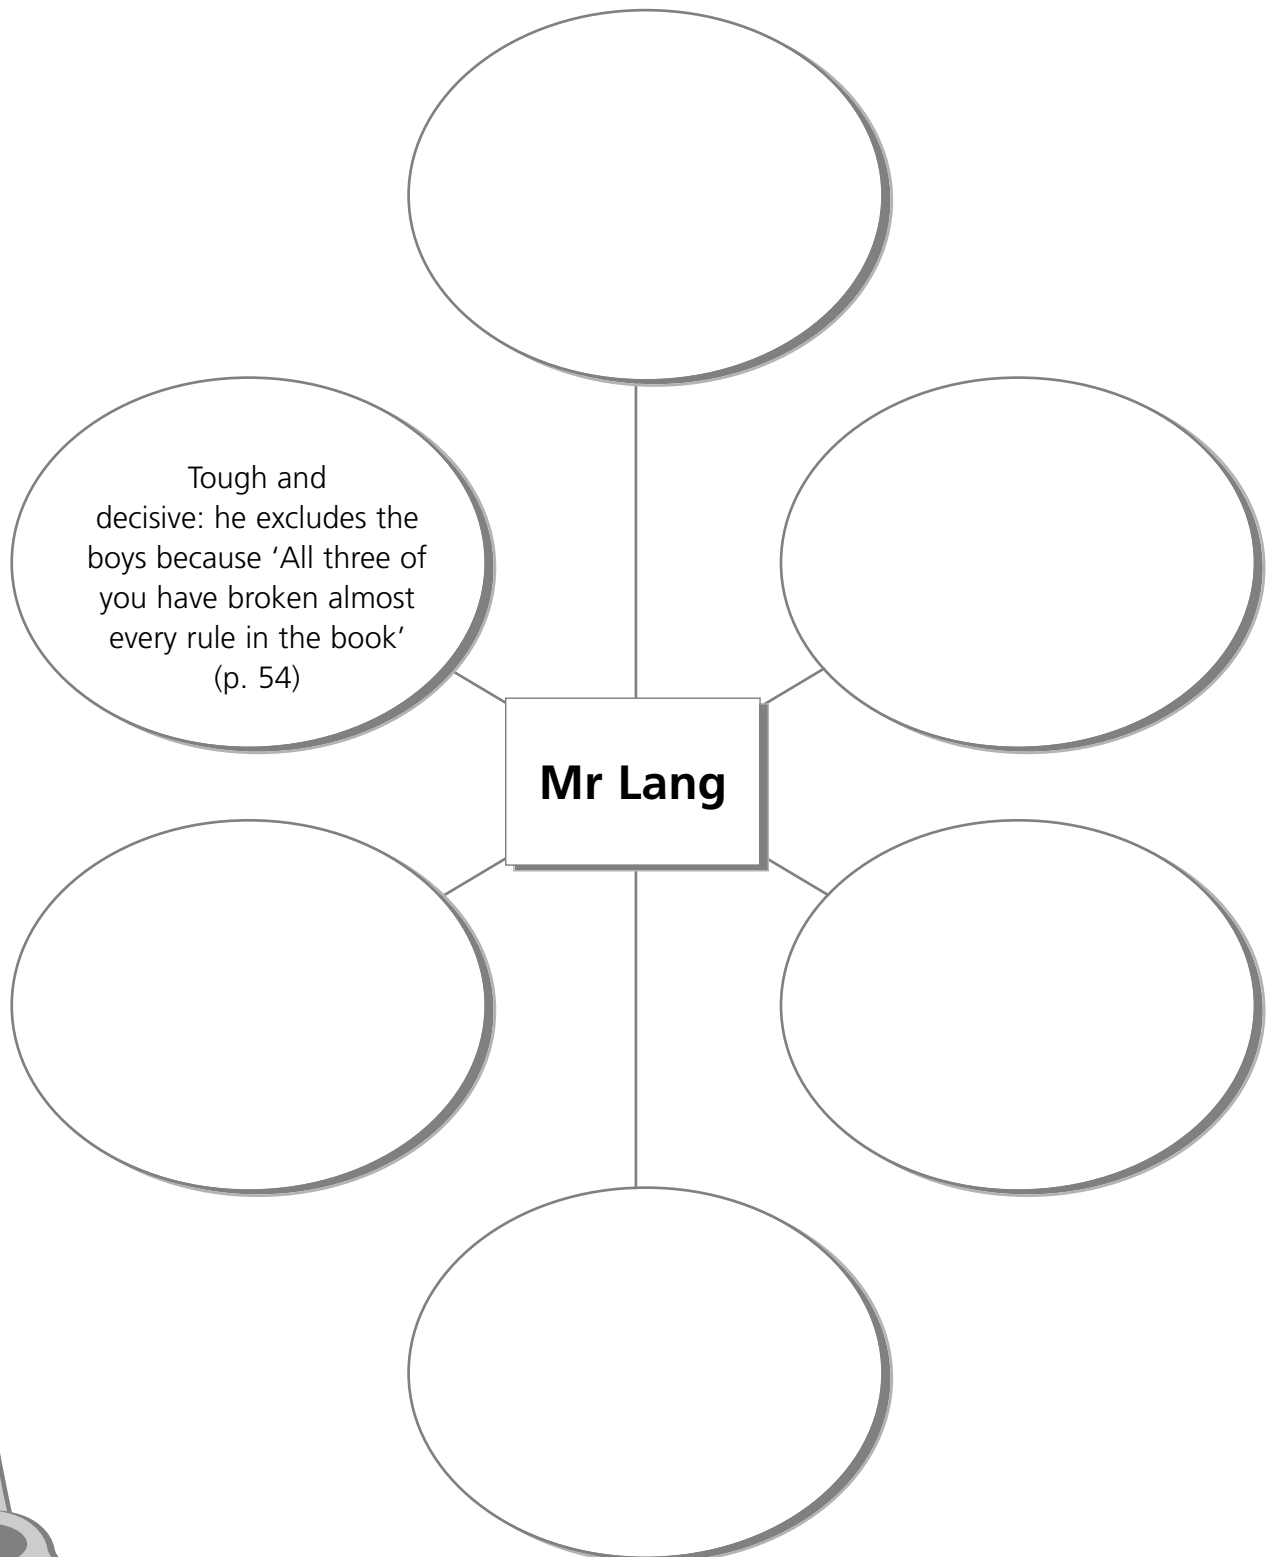 Tough and
decisive: he excludes the
boys because ‘All three of
you have broken almost
every rule in the book’
(p. 54)
Mr Lang